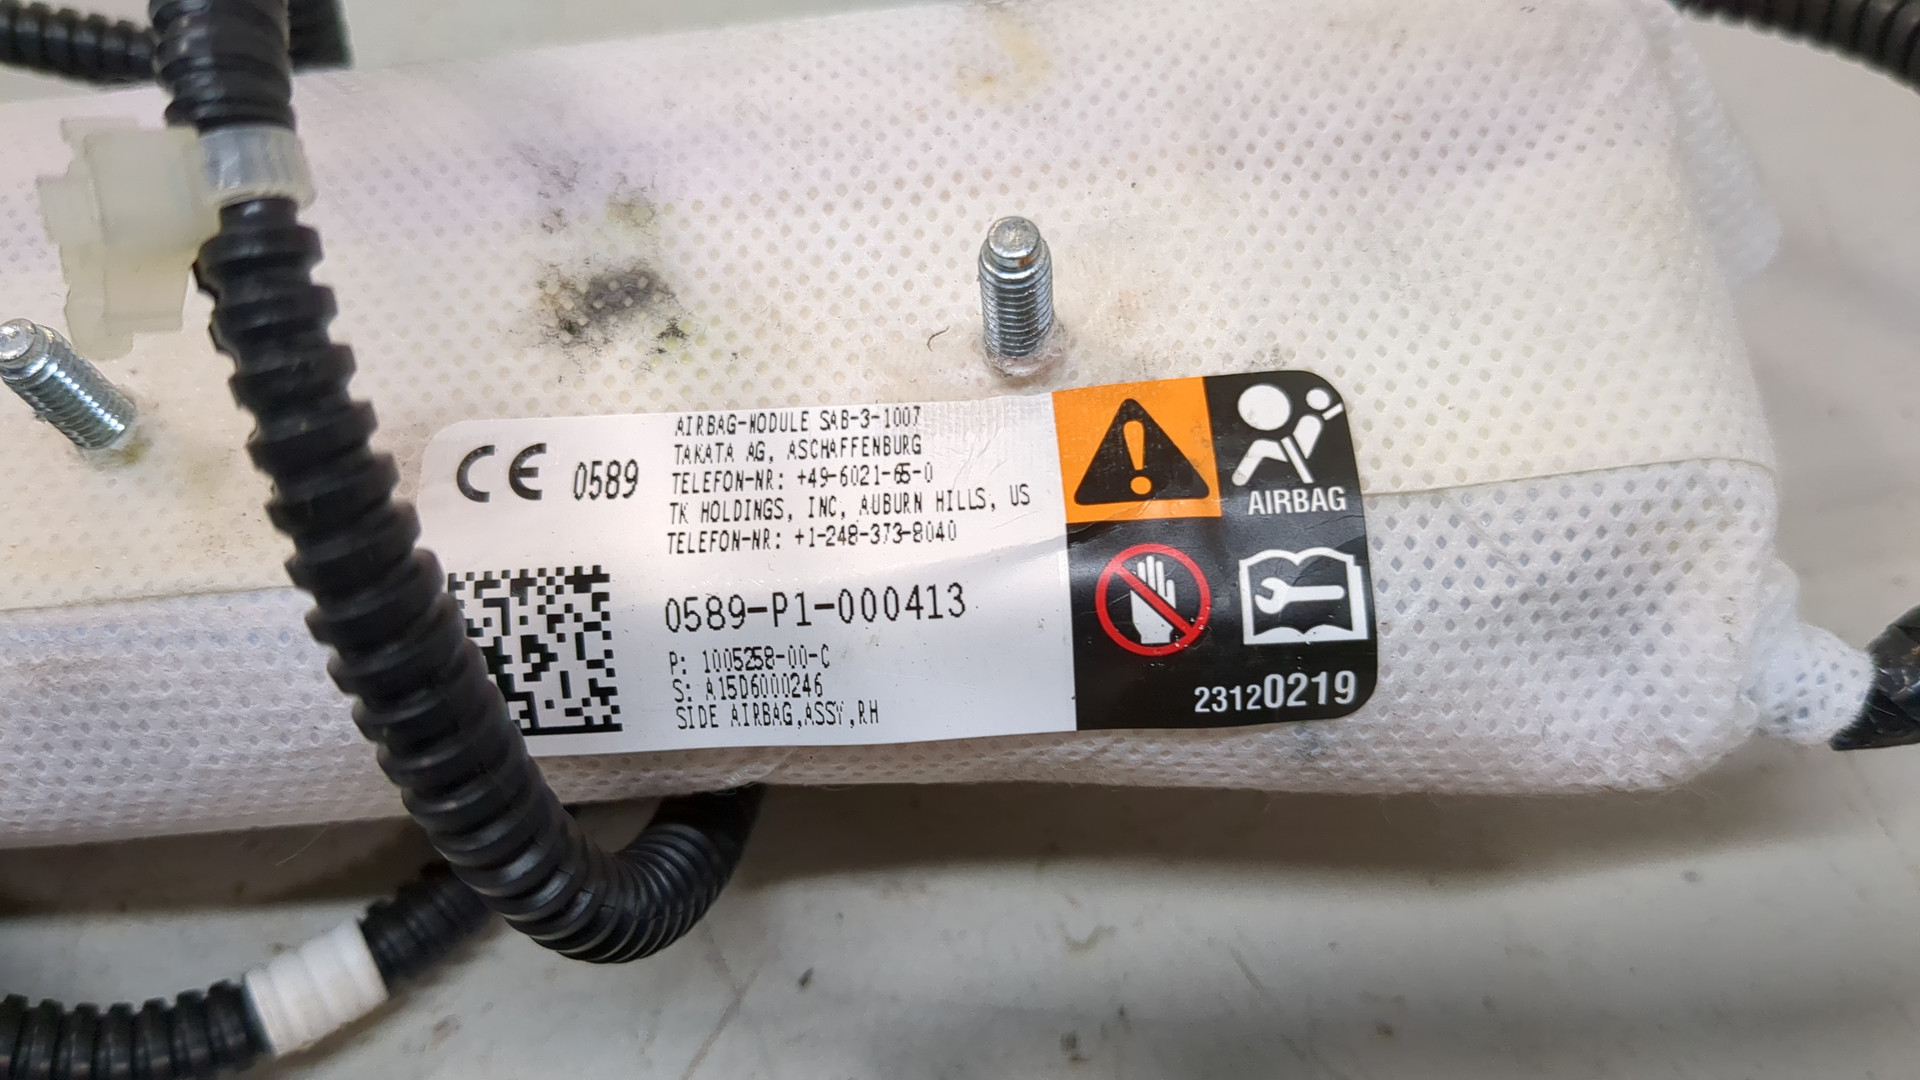 CE 0589
AIRBAG-MODULE SAB-3-1007
TAKATA AG, ASCHAFFENBURG
TELEFON-NR: +49-6021-65-0
TK HOLDINGS, INC, AUBURN HILLS, US
TELEFON-NR: +1-248-373-8040
0589-P1-000413
P: 1005258-00-C
S: A15D6000246
SIDE AIRBAG,ASSY,RH
AIRBAG
23120219